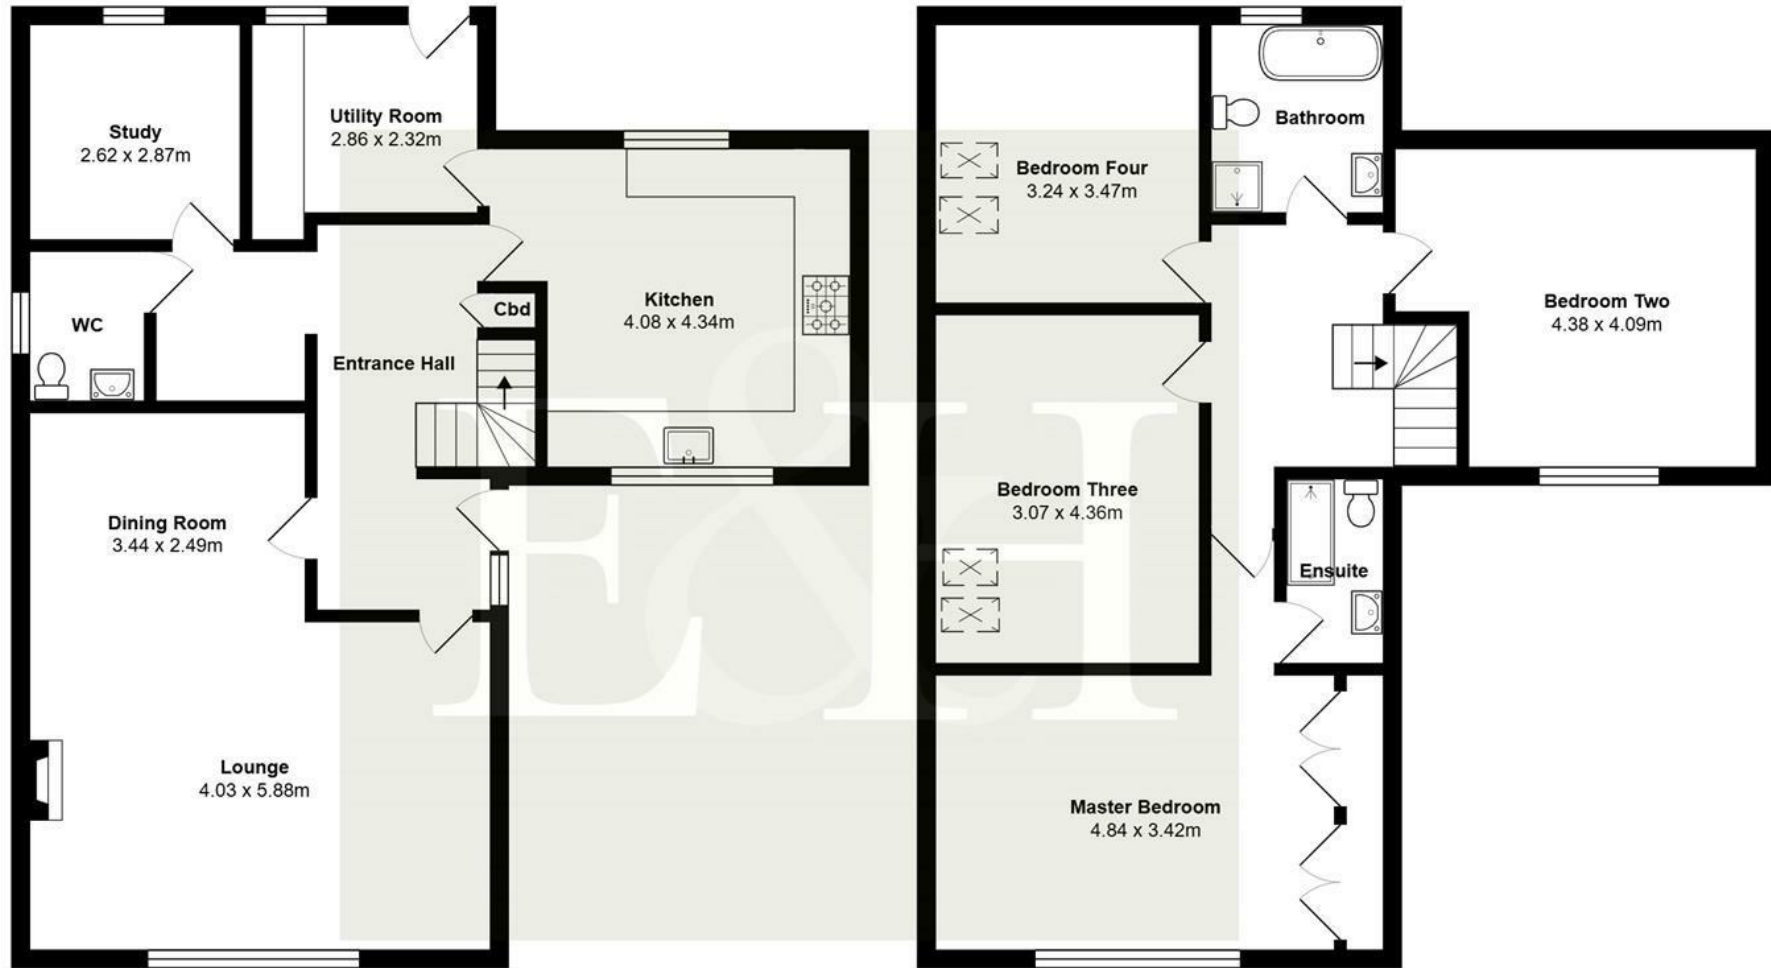 Study
2.62 x 2.87m
Utility Room
2.86 x 2.32m
WC
Entrance Hall
Cbd
Kitchen
4.08 x 4.34m
Dining Room
3.44 x 2.49m
Lounge
4.03 x 5.88m
Bedroom Four
3.24 x 3.47m
Bathroom
Bedroom Two
4.38 x 4.09m
Bedroom Three
3.07 x 4.36m
Ensuite
Master Bedroom
4.84 x 3.42m
E&H